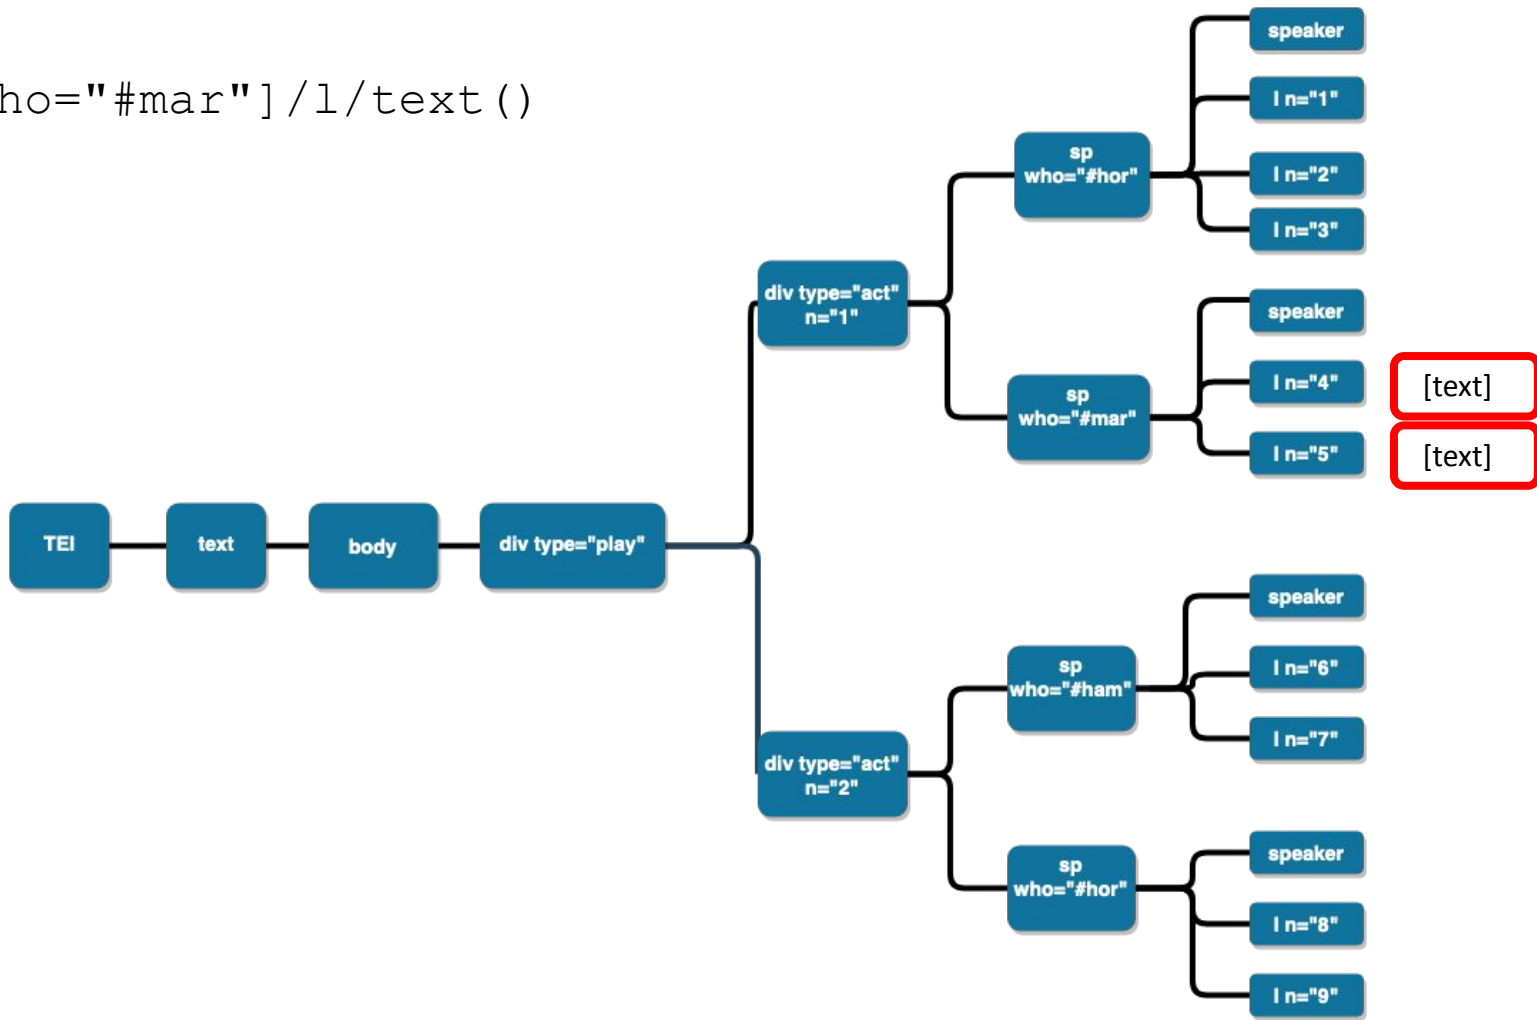 ho="#mar"]/l/text()
speaker
l n="1"
sp
who="#hor"
l n="2"
l n="3"
div type="act"
n="1"
speaker
l n="4"
[text]
sp
who="#mar"
l n="5"
[text]
TEI
text
body
div type="play"
speaker
sp
who="#ham"
l n="6"
l n="7"
div type="act"
n="2"
speaker
sp
who="#hor"
l n="8"
l n="9"